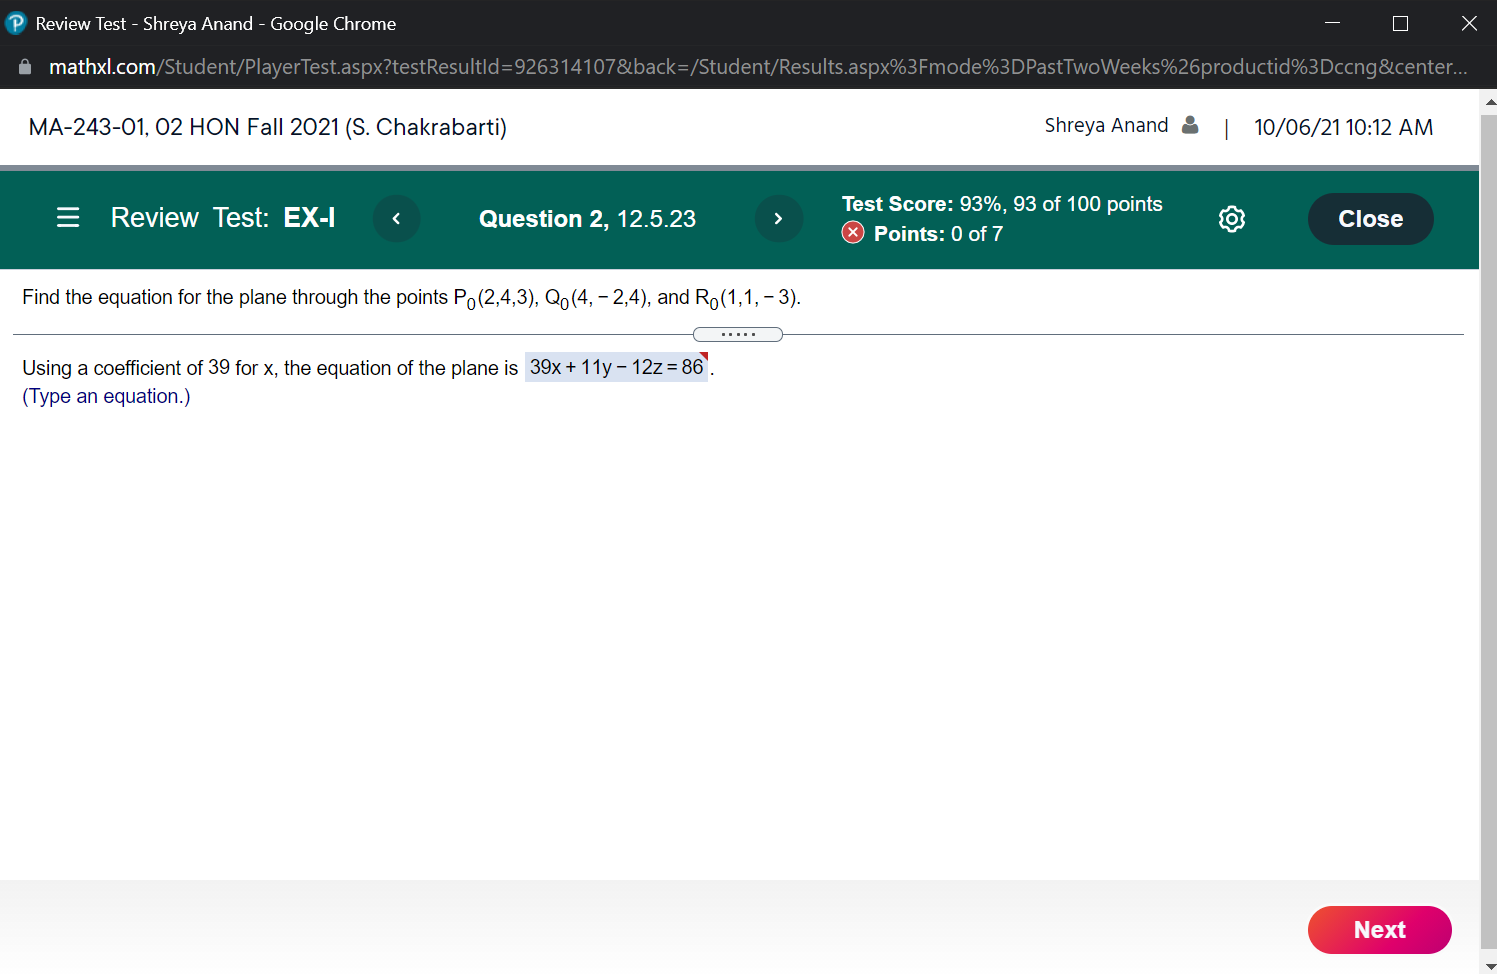 Review Test - Shreya Anand - Google Chrome
mathxl.com/Student/PlayerTest.aspx?testResultId=926314107&back=/Student/Results.aspx%3Fmode%3DPastTwoWeeks%26productid%3Dccng&center...
MA-243-01, 02 HON Fall 2021 (S. Chakrabarti)
Shreya Anand | 10/06/21 10:12 AM
Review Test: EX-I
Question 2, 12.5.23
Test Score: 93%, 93 of 100 points
Points: 0 of 7
Close
Find the equation for the plane through the points P₀(2,4,3), Q₀(4, − 2,4), and R₀(1,1, − 3).
Using a coefficient of 39 for x, the equation of the plane is 39x + 11y − 12z = 86.
(Type an equation.)
Next